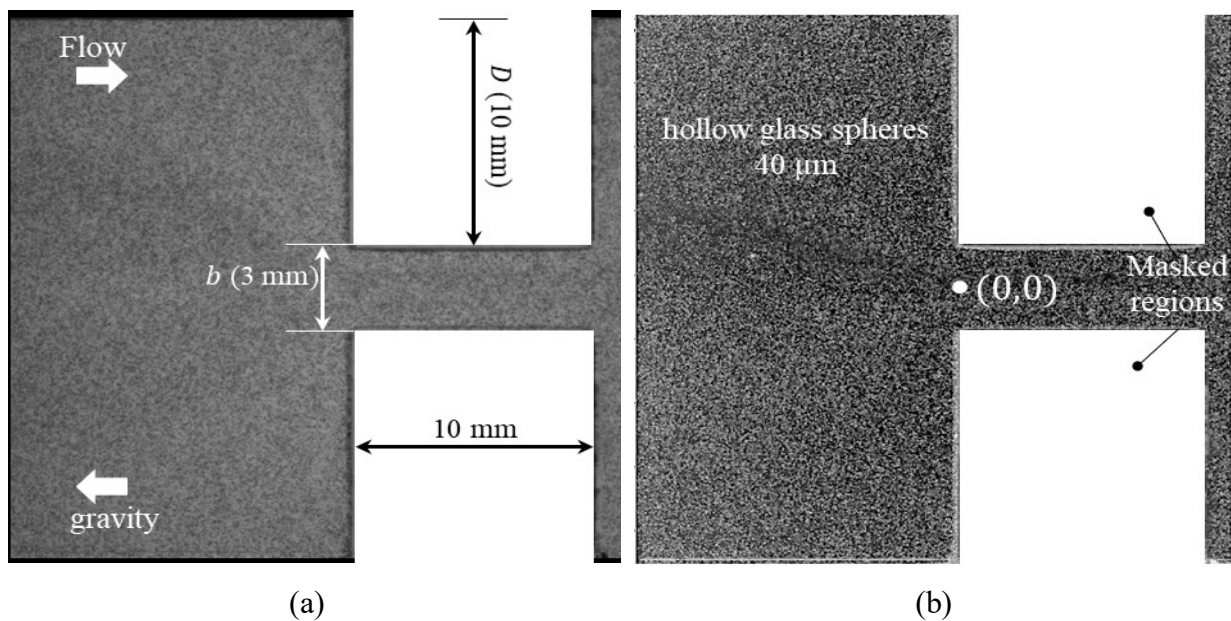 Flow
D (10 mm)
b (3 mm)
10 mm
gravity
(a)
hollow glass spheres
40 μm
(0,0)
Masked
regions
(b)